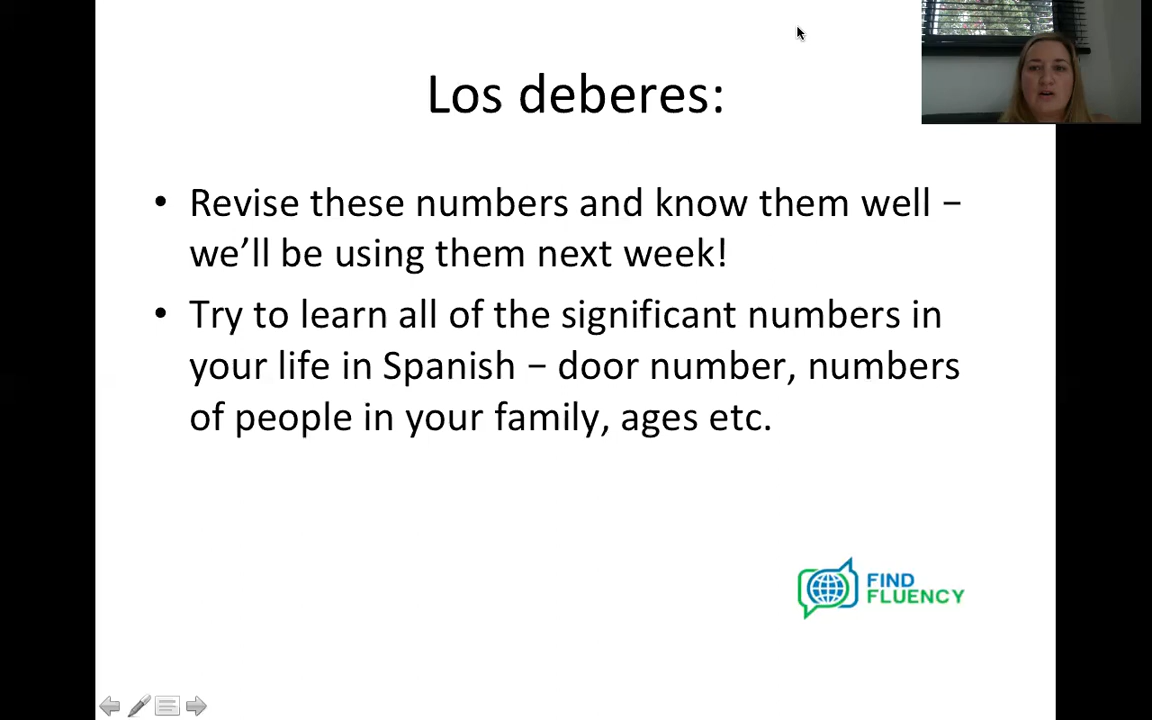 Los deberes:
• Revise these numbers and know them well –
we’ll be using them next week!
• Try to learn all of the significant numbers in
your life in Spanish – door number, numbers
of people in your family, ages etc.
FIND
FLUENCY